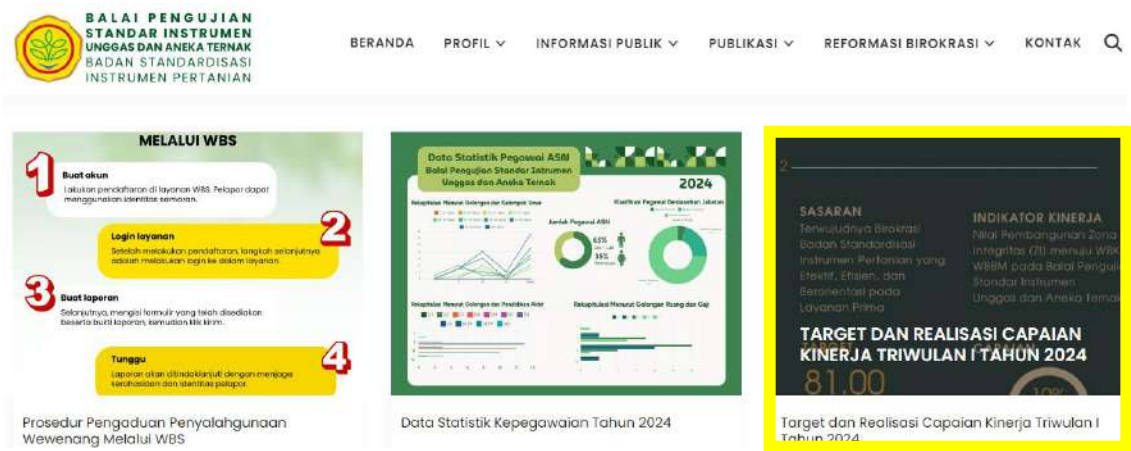 BALAI PENGUJIAN
STANDAR INSTRUMEN
UNGGAS DAN ANEKA TERNAK
BADAN STANDARDISASI
INSTRUMEN PERTANIAN
BERANDA PROFIL INFORMASI PUBLIK PUBLIKASI REFORMASI BIROKRASI KONTAK
MELALUI WBS
1
Buat akun
Lakukan pendaftaran di layanan WBS. Pelapor dapat
menggunakan identitas samaran.
2
Login layanan
Setelah melakukan pendaftaran, langkah selanjutnya
adalah melakukan login ke dalam layanan.
3
Buat laporan
Selanjutnya, mengisi formulir yang telah disediakan
beserta bukti laporan, kemudian klik kirim.
4
Tunggu
Laporan akan ditindaklanjuti dengan menjaga
kerahasiaan dan identitas pelapor.
Prosedur Pengaduan Penyalahgunaan
Wewenang Melalui WBS
Data Statistik Pegawai ASN
Balai Pengujian Standar Intrumen
Unggas dan Aneka Ternak
2024
Rekapitulasi Menurut Golongan dan Kelompok Umur
Jumlah Pegawai ASN
Klasifikasi Pegawai Berdasarkan Jabatan
65%
35%
Rekapitulasi Menurut Golongan dan Pendidikan Akhir
Rekapitulasi Menurut Golongan Ruang dan Gaji
Data Statistik Kepegawaian Tahun 2024
2
SASARAN
Terwujudnya Birokrasi
Badan Standardisasi
Instrumen Pertanian yang
Efektif, Efisien, dan
Berorientasi pada
Layanan Prima
INDIKATOR KINERJA
Nilai Pembangunan Zona
Integritas (ZI) menuju WBK
WBBM pada Balai Penguji
Standar Instrumen
Unggas dan Aneka Ternak
TARGET DAN REALISASI CAPAIAN
KINERJA TRIWULAN I TAHUN 2024
TARGET
81.00
10%
Target dan Realisasi Capaian Kinerja Triwulan I
Tahun 2024